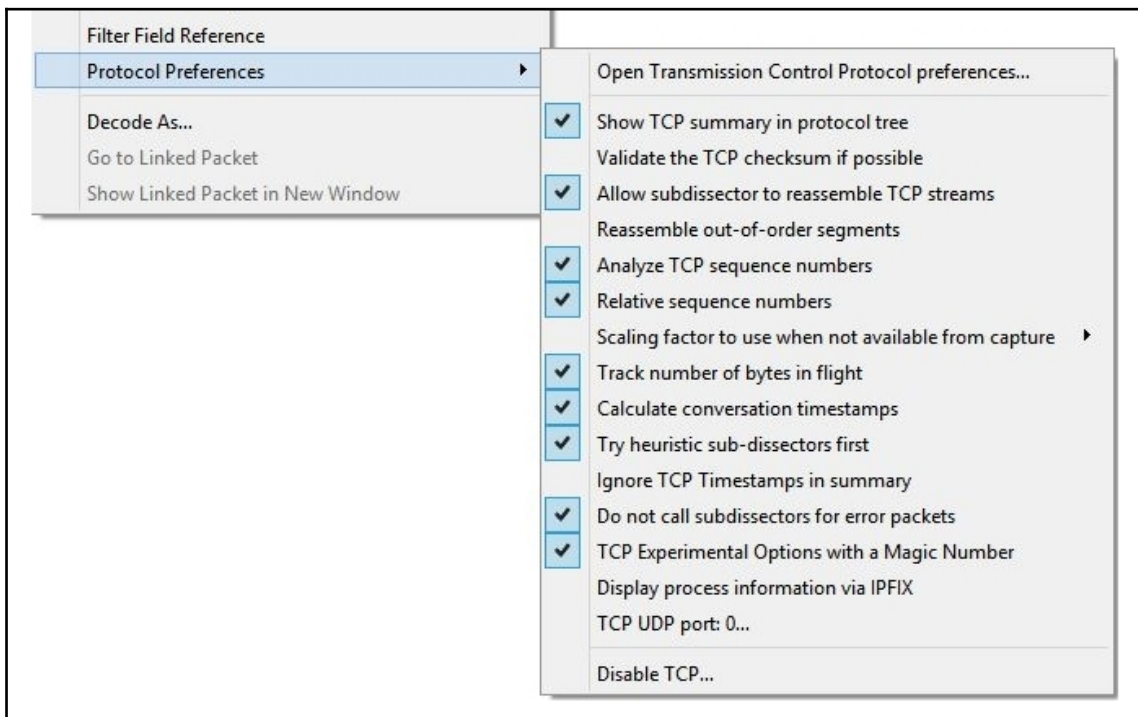 Filter Field Reference
Protocol Preferences
Decode As...
Go to Linked Packet
Show Linked Packet in New Window
Open Transmission Control Protocol preferences...
Show TCP summary in protocol tree
Validate the TCP checksum if possible
Allow subdissector to reassemble TCP streams
Reassemble out-of-order segments
Analyze TCP sequence numbers
Relative sequence numbers
Scaling factor to use when not available from capture
Track number of bytes in flight
Calculate conversation timestamps
Try heuristic sub-dissectors first
Ignore TCP Timestamps in summary
Do not call subdissectors for error packets
TCP Experimental Options with a Magic Number
Display process information via IPFIX
TCP UDP port: 0...
Disable TCP...